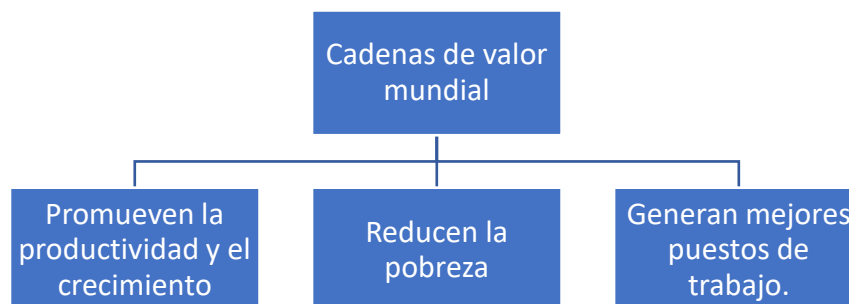 Cadenas de valor
mundial
Promueven la
productividad y el
crecimiento
Reducen la
pobreza
Generan mejores
puestos de
trabajo.